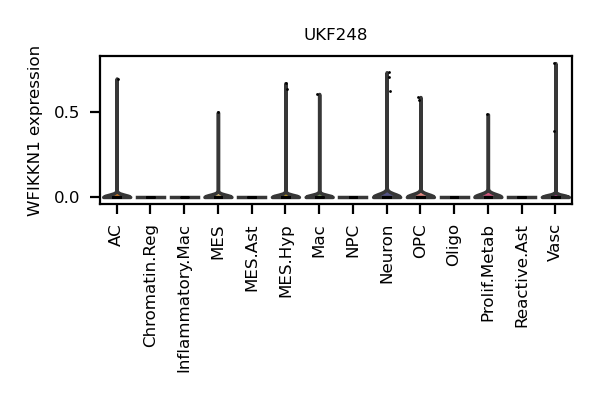 UKF248
WFIKKN1 expression
0.5
0.0
AC
Chromatin.Reg
Inflammatory.Mac
MES
MES.Ast
MES.Hyp
Mac
NPC
Neuron
OPC
Oligo
Prolif.Metab
Reactive.Ast
Vasc